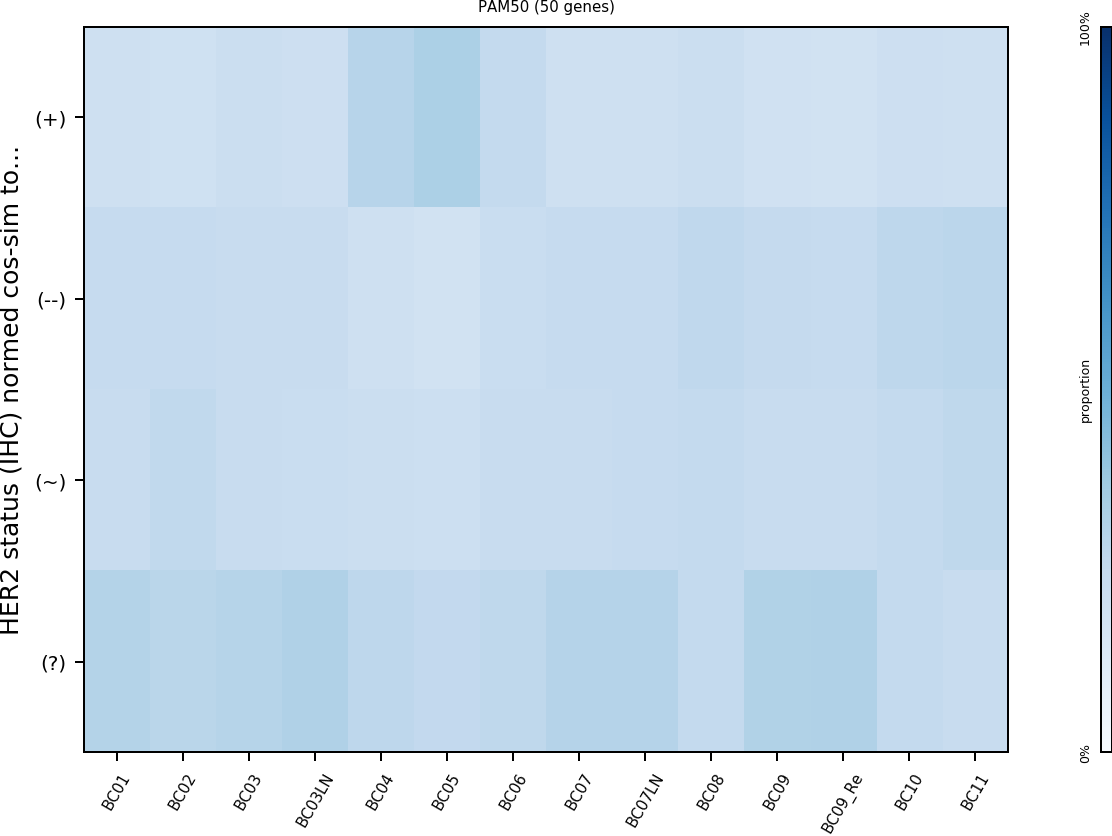 PAM50 (50 genes)
HER2 status (IHC) normed cos-sim to...
(+)
(--)
(~)
(?)
BC01
BC02
BC03
BC03LN
BC04
BC05
BC06
BC07
BC07LN
BC08
BC09
BC09_Re
BC10
BC11
100%
proportion
0%